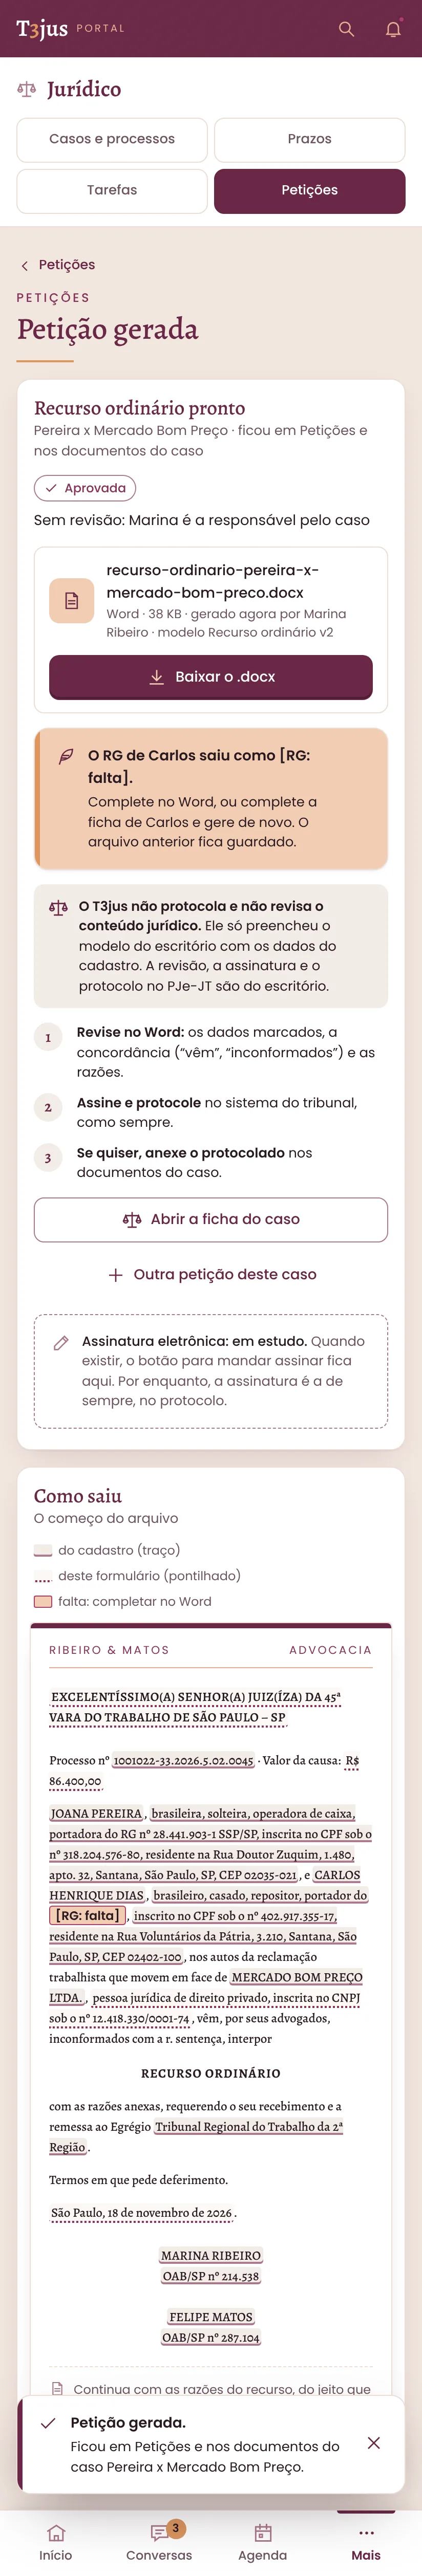 T3jus PORTAL
Jurídico
Casos e processos
Prazos
Tarefas
Petições
Petições
PETIÇÕES
Petição gerada
Recurso ordinário pronto
Pereira x Mercado Bom Preço · ficou em Petições e
nos documentos do caso
Aprovada
Sem revisão: Marina é a responsável pelo caso
recurso-ordinario-pereira-x-
mercado-bom-preco.docx
Word · 38 KB · gerado agora por Marina
Ribeiro · modelo Recurso ordinário v2
Baixar o .docx
O RG de Carlos saiu como [RG:
falta].
Complete no Word, ou complete a
ficha de Carlos e gere de novo. O
arquivo anterior fica guardado.
O T3jus não protocola e não revisa o
conteúdo jurídico. Ele só preencheu o
modelo do escritório com os dados do
cadastro. A revisão, a assinatura e o
protocolo no PJe-JT são do escritório.
1
Revise no Word: os dados marcados, a
concordância (“vêm”, “inconformados”) e as
razões.
2
Assine e protocole no sistema do tribunal,
como sempre.
3
Se quiser, anexe o protocolado nos
documentos do caso.
Abrir a ficha do caso
Outra petição deste caso
Assinatura eletrônica: em estudo. Quando
existir, o botão para mandar assinar fica
aqui. Por enquanto, a assinatura é a de
sempre, no protocolo.
Como saiu
O começo do arquivo
do cadastro (traço)
deste formulário (pontilhado)
falta: completar no Word
RIBEIRO & MATOS
ADVOCACIA
EXCELENTÍSSIMO(A) SENHOR(A) JUIZ(ÍZA) DA 45ª
VARA DO TRABALHO DE SÃO PAULO – SP
Processo nº 1001022-33.2026.5.02.0045 · Valor da causa: R$
86.400,00
JOANA PEREIRA, brasileira, solteira, operadora de caixa,
portadora do RG nº 28.441.903-1 SSP/SP, inscrita no CPF sob o
nº 318.204.576-80, residente na Rua Doutor Zuquim, 1.480,
apto. 32, Santana, São Paulo, SP, CEP 02035-021, e CARLOS
HENRIQUE DIAS, brasileiro, casado, repositor, portador do
[RG: falta], inscrito no CPF sob o nº 402.917.355-17,
residente na Rua Voluntários da Pátria, 3.210, Santana, São
Paulo, SP, CEP 02402-100, nos autos da reclamação
trabalhista que movem em face de MERCADO BOM PREÇO
LTDA., pessoa jurídica de direito privado, inscrita no CNPJ
sob o nº 12.418.330/0001-74, vêm, por seus advogados,
inconformados com a r. sentença, interpor
RECURSO ORDINÁRIO
com as razões anexas, requerendo o seu recebimento e a
remessa ao Egrégio Tribunal Regional do Trabalho da 2ª
Região.
Termos em que pede deferimento.
São Paulo, 18 de novembro de 2026.
MARINA RIBEIRO
OAB/SP nº 214.538
FELIPE MATOS
OAB/SP nº 287.104
Continua com as razões do recurso, do jeito que
Petição gerada.
Ficou em Petições e nos documentos do
caso Pereira x Mercado Bom Preço.
Início
Conversas
3
Agenda
Mais